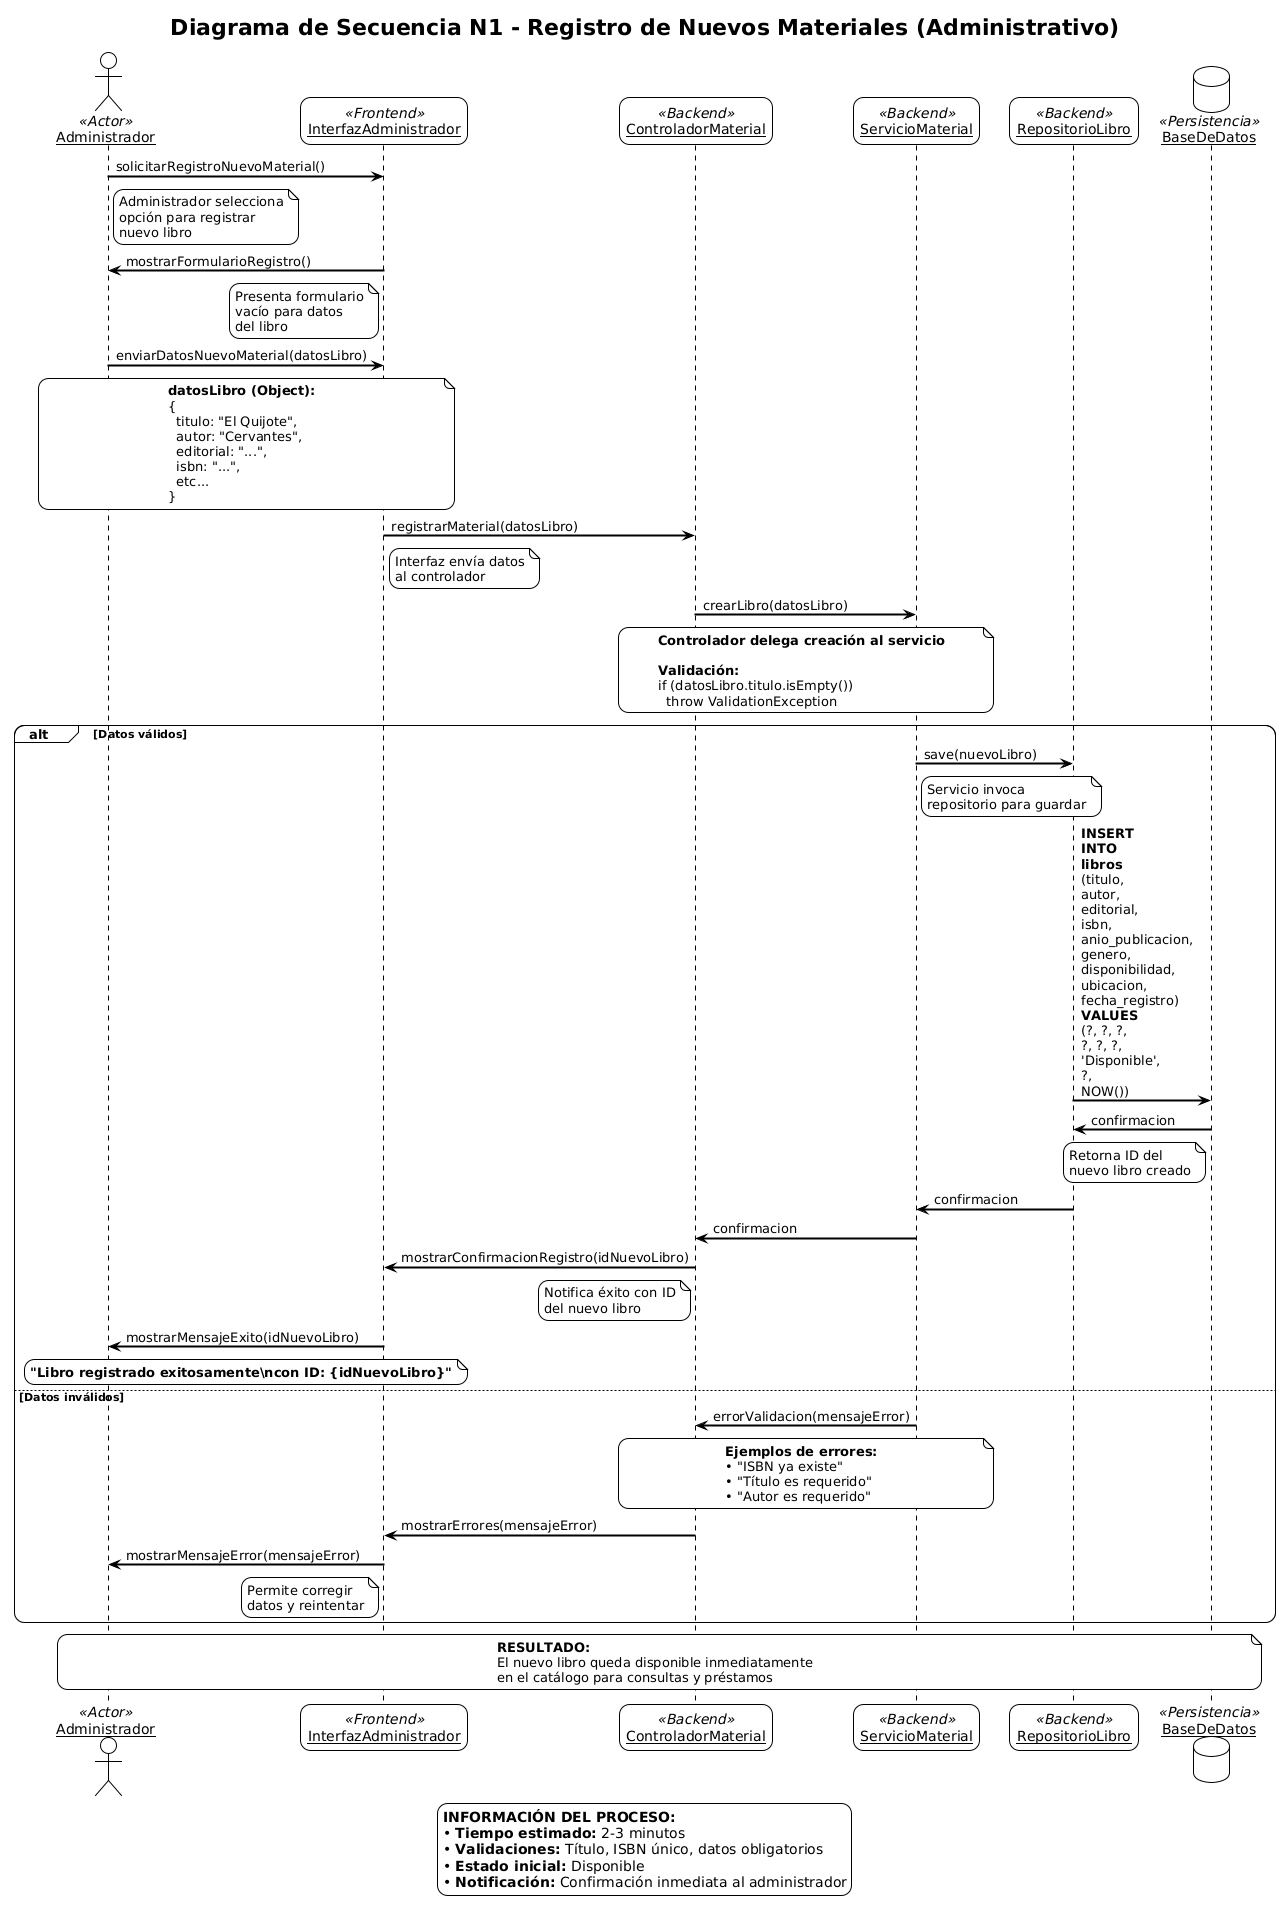 Diagrama de Secuencia N1 - Registro de Nuevos Materiales (Administrativo)
«Actor»
Administrador
«Frontend»
InterfazAdministrador
«Backend»
ControladorMaterial
«Backend»
ServicioMaterial
«Backend»
RepositorioLibro
«Persistencia»
BaseDeDatos
solicitarRegistroNuevoMaterial()
Administrador selecciona
opción para registrar
nuevo libro
mostrarFormularioRegistro()
Presenta formulario
vacío para datos
del libro
enviarDatosNuevoMaterial(datosLibro)
datosLibro (Object):
{
titulo: "El Quijote",
autor: "Cervantes",
editorial: "...",
isbn: "...",
etc...
}
registrarMaterial(datosLibro)
Interfaz envía datos
al controlador
crearLibro(datosLibro)
Controlador delega creación al servicio
Validación:
if (datosLibro.titulo.isEmpty())
throw ValidationException
alt [Datos válidos]
save(nuevoLibro)
Servicio invoca
repositorio para guardar
INSERT
INTO
libros
(titulo,
autor,
editorial,
isbn,
anio_publicacion,
genero,
disponibilidad,
ubicacion,
fecha_registro)
VALUES
(?, ?, ?,
?, ?, ?,
'Disponible',
?,
NOW())
confirmacion
Retorna ID del
nuevo libro creado
confirmacion
confirmacion
mostrarConfirmacionRegistro(idNuevoLibro)
Notifica éxito con ID
del nuevo libro
mostrarMensajeExito(idNuevoLibro)
"Libro registrado exitosamente\ncon ID: {idNuevoLibro}"
[Datos inválidos]
errorValidacion(mensajeError)
Ejemplos de errores:
• "ISBN ya existe"
• "Título es requerido"
• "Autor es requerido"
mostrarErrores(mensajeError)
mostrarMensajeError(mensajeError)
Permite corregir
datos y reintentar
RESULTADO:
El nuevo libro queda disponible inmediatamente
en el catálogo para consultas y préstamos
«Actor»
Administrador
«Frontend»
InterfazAdministrador
«Backend»
ControladorMaterial
«Backend»
ServicioMaterial
«Backend»
RepositorioLibro
«Persistencia»
BaseDeDatos
INFORMACIÓN DEL PROCESO:
• Tiempo estimado: 2-3 minutos
• Validaciones: Título, ISBN único, datos obligatorios
• Estado inicial: Disponible
• Notificación: Confirmación inmediata al administrador